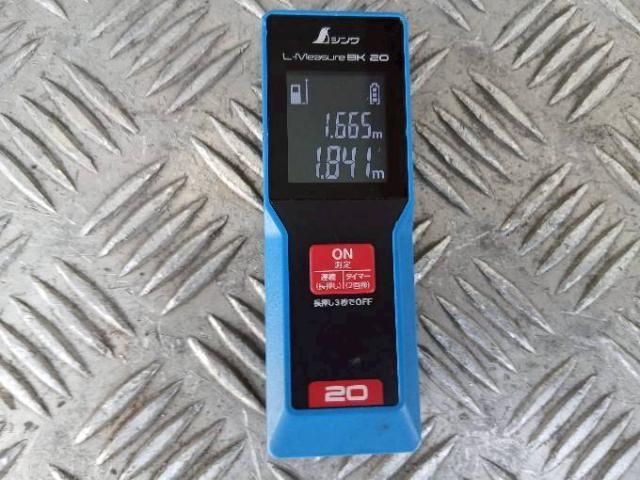 シンワ
L-Measure BK 20
1.665m
1.841m
ON
測定
連続 タイマー
(長押し) (2回押)
長押し3秒でOFF
20